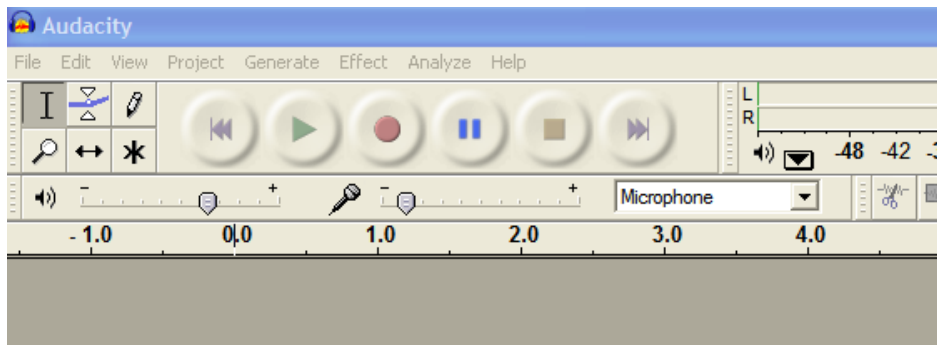 Audacity
File Edit View Project Generate Effect Analyze Help
L
R
-48 -42
- + - + Microphone
- 1.0 0.0 1.0 2.0 3.0 4.0